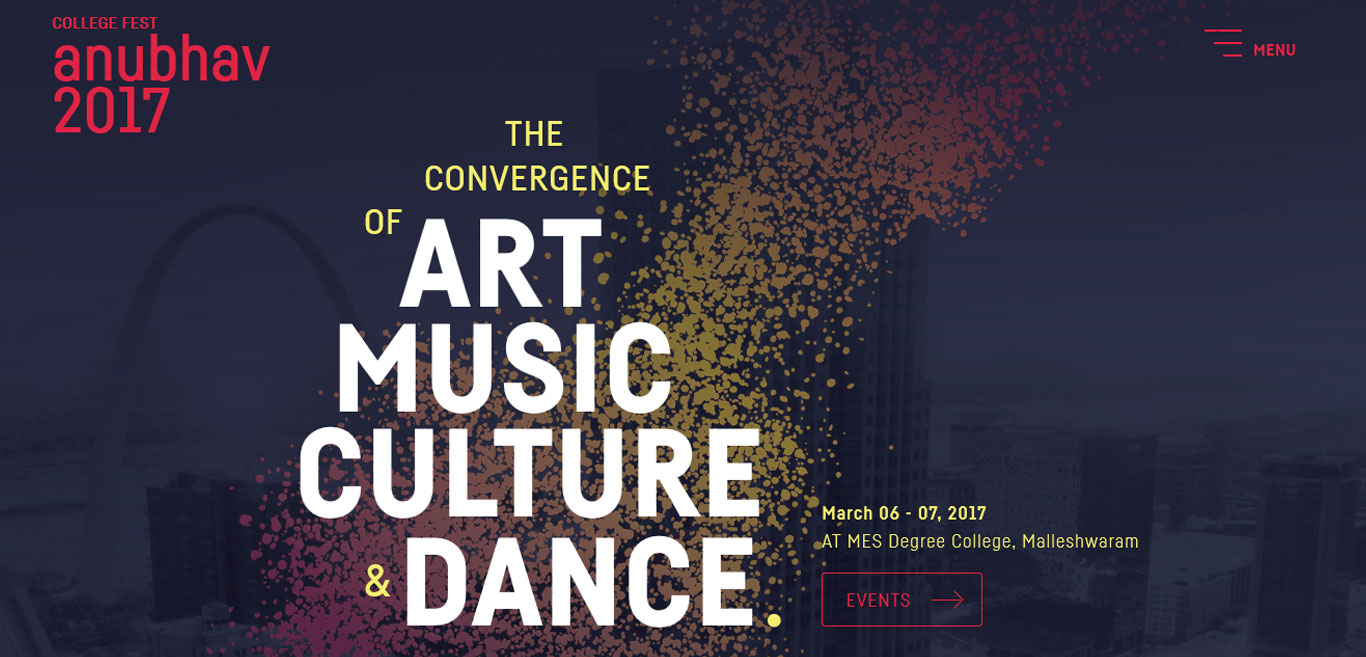 COLLEGE FEST
anubhav
2017
MENU
THE
CONVERGENCE
OF ART
MUSIC
CULTURE
& DANCE.
March 06 - 07, 2017
AT MES Degree College, Malleshwaram
EVENTS